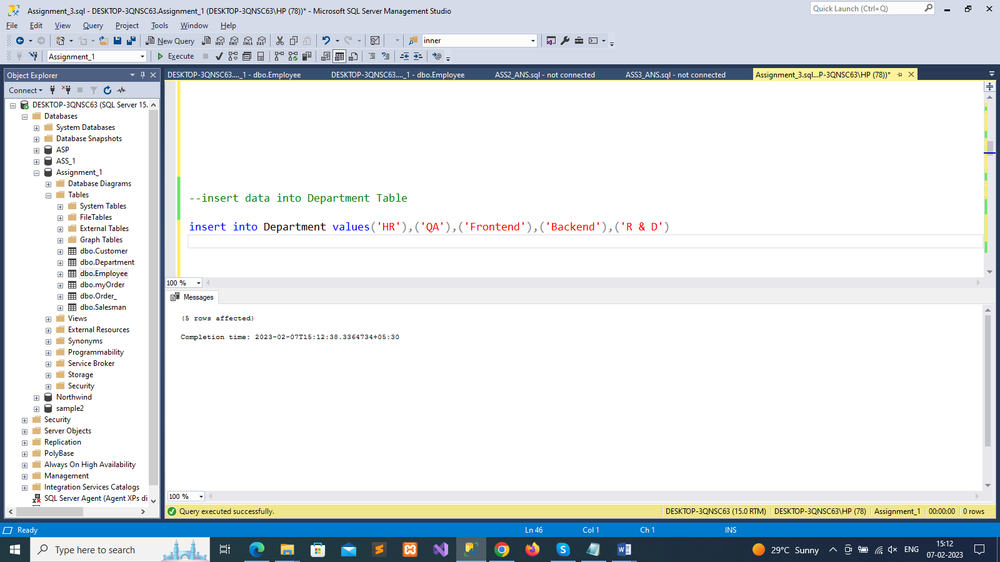 Assignment_3.sql - DESKTOP-3QNSC63.Assignment_1 (DESKTOP-3QNSC63\HP (78))* - Microsoft SQL Server Management Studio
Quick Launch (Ctrl+Q)
File Edit View Query Project Tools Window Help
New Query
MDX DMX XMLA DAX
inner
Assignment_1
Execute
Object Explorer
DESKTOP-3QNSC63...._1 - dbo.Employee
DESKTOP-3QNSC63...._1 - dbo.Employee
ASS2_ANS.sql - not connected
ASS3_ANS.sql - not connected
Assignment_3.sql...P-3QNSC63\HP (78))*
Connect
DESKTOP-3QNSC63 (SQL Server 15.
Databases
System Databases
Database Snapshots
ASP
ASS_1
Assignment_1
Database Diagrams
Tables
System Tables
FileTables
External Tables
Graph Tables
dbo.Customer
dbo.Department
dbo.Employee
dbo.myOrder
dbo.Order_
dbo.Salesman
Views
External Resources
Synonyms
Programmability
Service Broker
Storage
Security
Northwind
sample2
Security
Server Objects
Replication
PolyBase
Always On High Availability
Management
Integration Services Catalogs
SQL Server Agent (Agent XPs di
--insert data into Department Table
insert into Department values('HR'),('QA'),('Frontend'),('Backend'),('R & D')
100 %
Messages
(5 rows affected)
Completion time: 2023-02-07T15:12:38.3364734+05:30
100 %
Query executed successfully.
DESKTOP-3QNSC63 (15.0 RTM)
DESKTOP-3QNSC63\HP (78)
Assignment_1
00:00:00
0 rows
Ready
Ln 46
Col 1
Ch 1
INS
Type here to search
29°C Sunny
ENG
15:12
07-02-2023